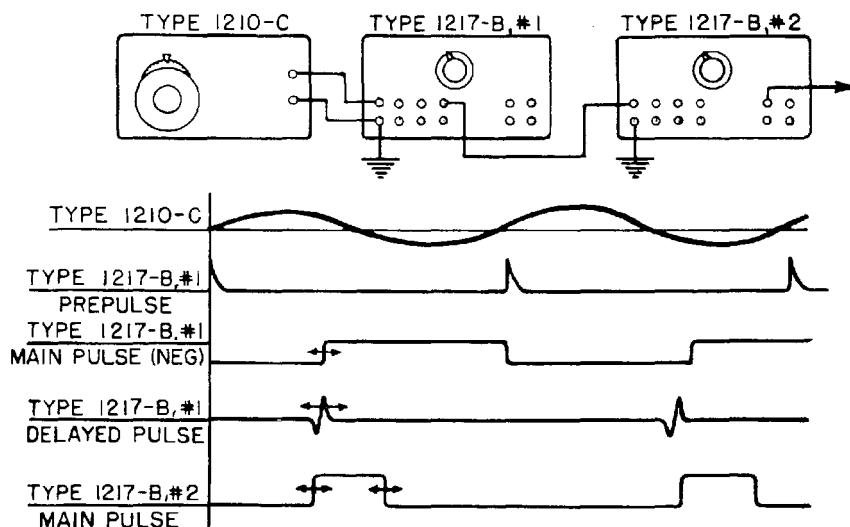 TYPE 1210-C
TYPE 1217-B, #1
TYPE 1217-B, #2
TYPE 1210-C
TYPE 1217-B, #1
PREPULSE
TYPE 1217-B, #1
MAIN PULSE (NEG)
TYPE 1217-B, #1
DELAYED PULSE
TYPE 1217-B, #2
MAIN PULSE